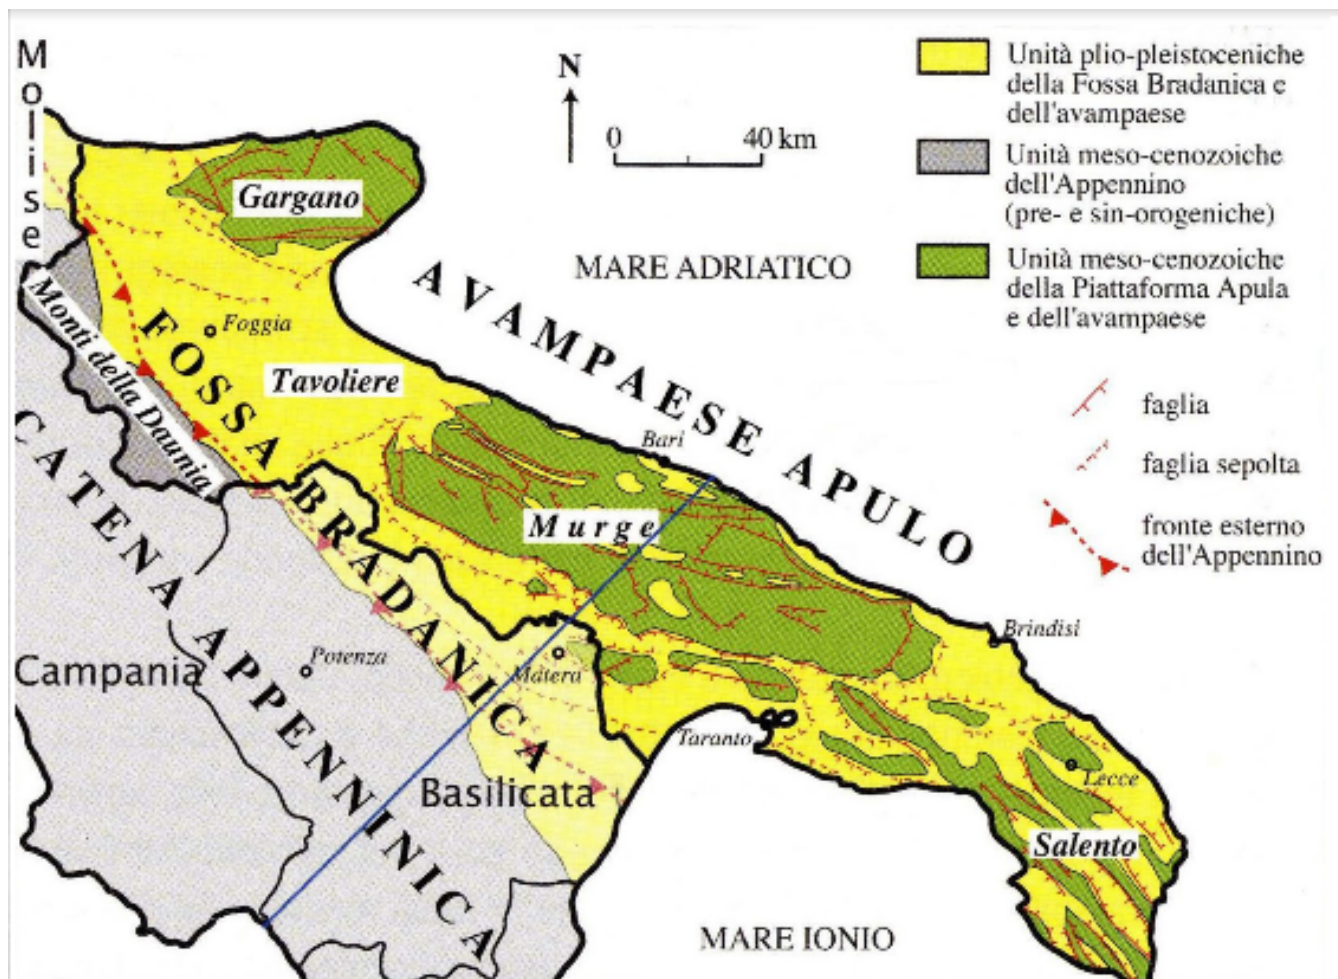 Molise
N
0 40 km
Unità plio-pleistoceniche
della Fossa Bradanica e
dell'avampaese
Unità meso-cenozoiche
dell'Appennino
(pre- e sin-orogeniche)
Unità meso-cenozoiche
della Piattaforma Apula
e dell'avampaese
faglia
faglia sepolta
fronte esterno
dell'Appennino
Gargano
MARE ADRIATICO
AVAMPAESE APULO
Monti della Daunia
FOSSA BRADANICA
Foggia
Tavoliere
CATENA APPENNINICA
Bari
Murge
Brindisi
Potenza
Matera
Campania
Taranto
Basilicata
Lecce
Salento
MARE IONIO